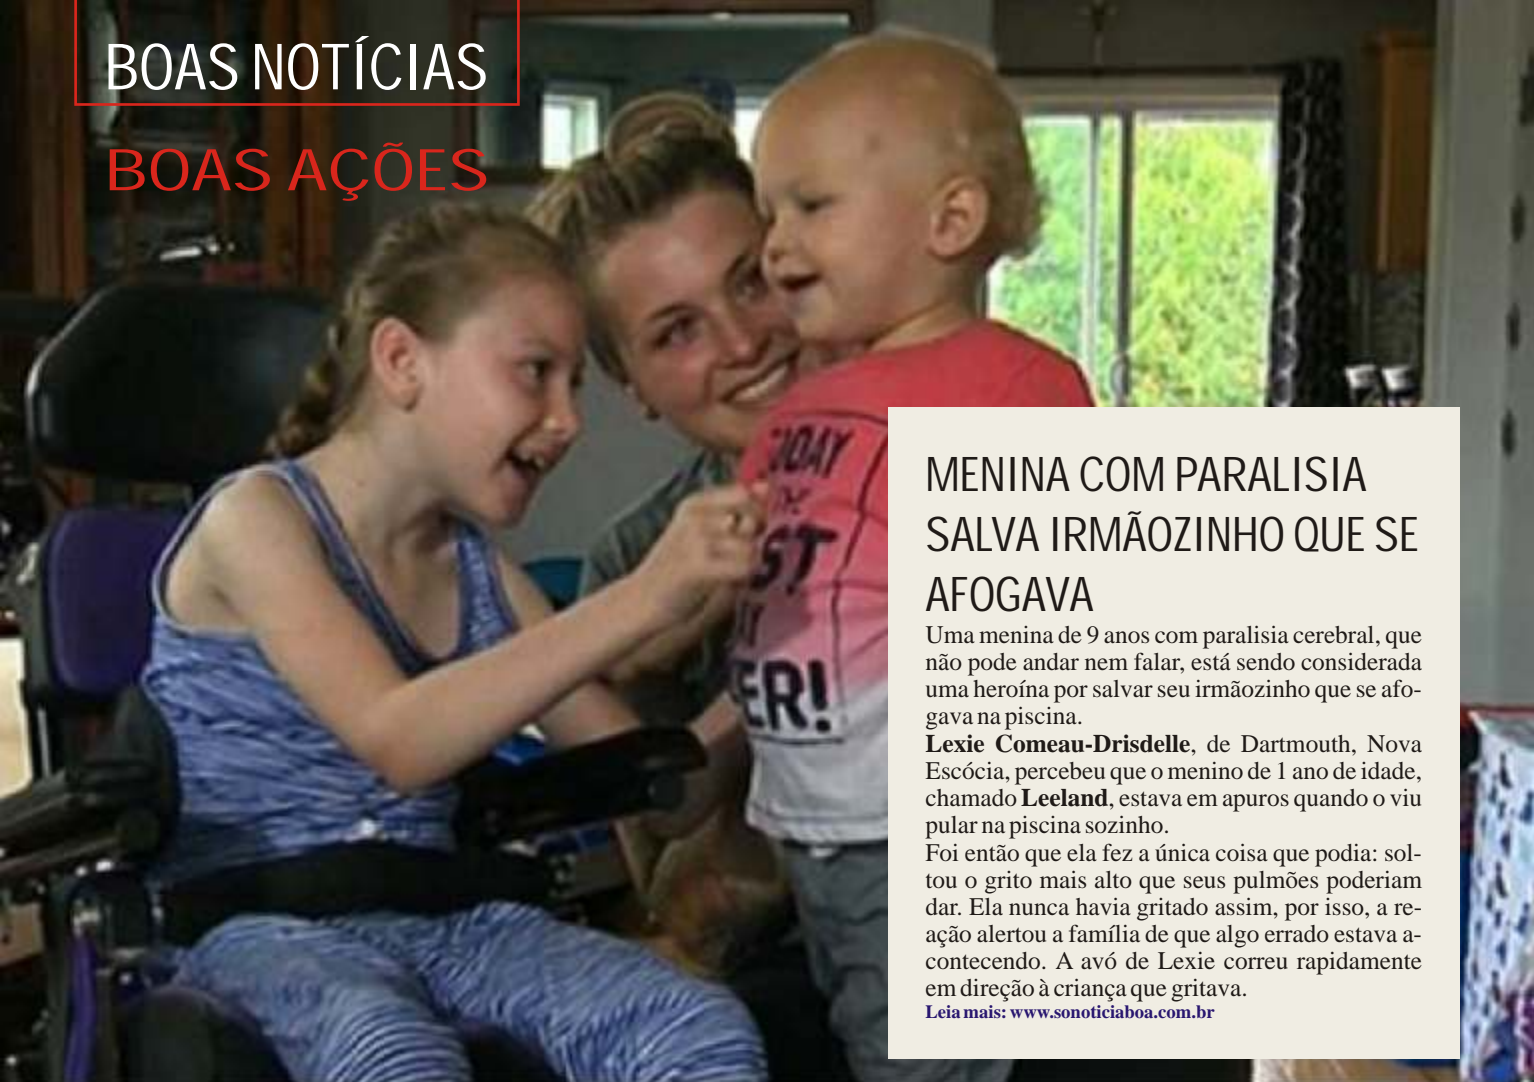 BOAS NOTÍCIAS
BOAS AÇÕES
ER!
MENINA COM PARALISIA
SALVA IRMÃOZINHO QUE SE
AFOGAVA
Uma menina de 9 anos com paralisia cerebral, que
não pode andar nem falar, está sendo considerada
uma heroína por salvar seu irmãozinho que se afo-
gava na piscina.
Lexie Comeau-Drisdelle, de Dartmouth, Nova
Escócia, percebeu que o menino de 1 ano de idade,
chamado Leeland, estava em apuros quando o viu
pular na piscina sozinho.
Foi então que ela fez a única coisa que podia: sol-
tou o grito mais alto que seus pulmões poderiam
dar. Ela nunca havia gritado assim, por isso, a re-
ação alertou a família de que algo errado estava a-
contecendo. A avó de Lexie correu rapidamente
em direção à criança que gritava.
Leia mais: www.sonoticiaboa.com.br